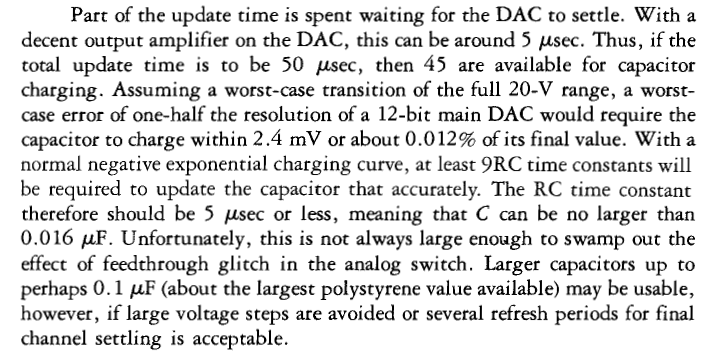 Part of the update time is spent waiting for the DAC to settle. With a
decent output amplifier on the DAC, this can be around 5 μsec. Thus, if the
total update time is to be 50 μsec, then 45 are available for capacitor
charging. Assuming a worst-case transition of the full 20-V range, a worst-
case error of one-half the resolution of a 12-bit main DAC would require the
capacitor to charge within 2.4 mV or about 0.012% of its final value. With a
normal negative exponential charging curve, at least 9RC time constants will
be required to update the capacitor that accurately. The RC time constant
therefore should be 5 μsec or less, meaning that C can be no larger than
0.016 μF. Unfortunately, this is not always large enough to swamp out the
effect of feedthrough glitch in the analog switch. Larger capacitors up to
perhaps 0.1 μF (about the largest polystyrene value available) may be usable,
however, if large voltage steps are avoided or several refresh periods for final
channel settling is acceptable.